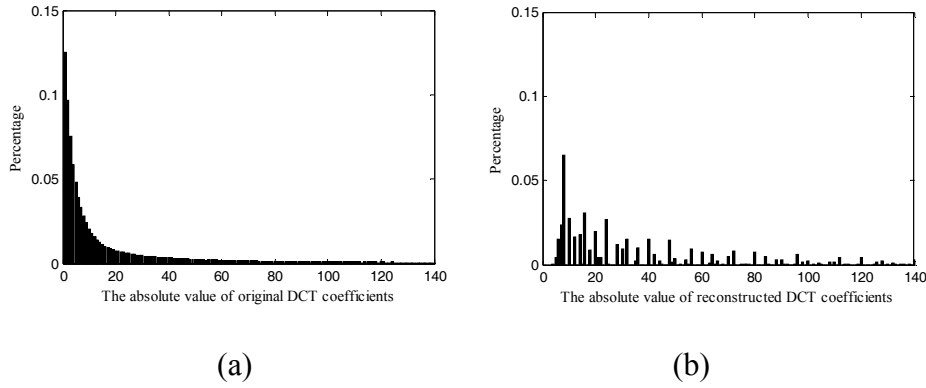 0.15
0.1
0.05
0
Percentage
0 20 40 60 80 100 120 140
The absolute value of original DCT coefficients
(a)
0.15
0.1
0.05
0
Percentage
0 20 40 60 80 100 120 140
The absolute value of reconstructed DCT coefficients
(b)